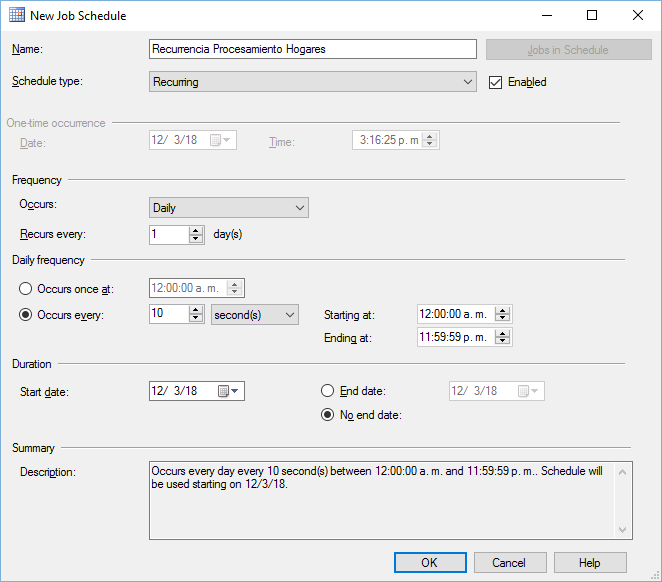 New Job Schedule
Name: Recurrencia Procesamiento Hogares Jobs in Schedule
Schedule type: Recurring Enabled
One-time occurrence
Date: 12/ 3/18 Time: 3:16:25 p. m
Frequency
Occurs: Daily
Recurs every: 1 day(s)
Daily frequency
Occurs once at: 12:00:00 a. m.
Occurs every: 10 second(s) Starting at: 12:00:00 a. m.
Ending at: 11:59:59 p. m.
Duration
Start date: 12/ 3/18 End date: 12/ 3/18
No end date:
Summary
Description: Occurs every day every 10 second(s) between 12:00:00 a. m. and 11:59:59 p. m.. Schedule will
be used starting on 12/3/18.
OK Cancel Help